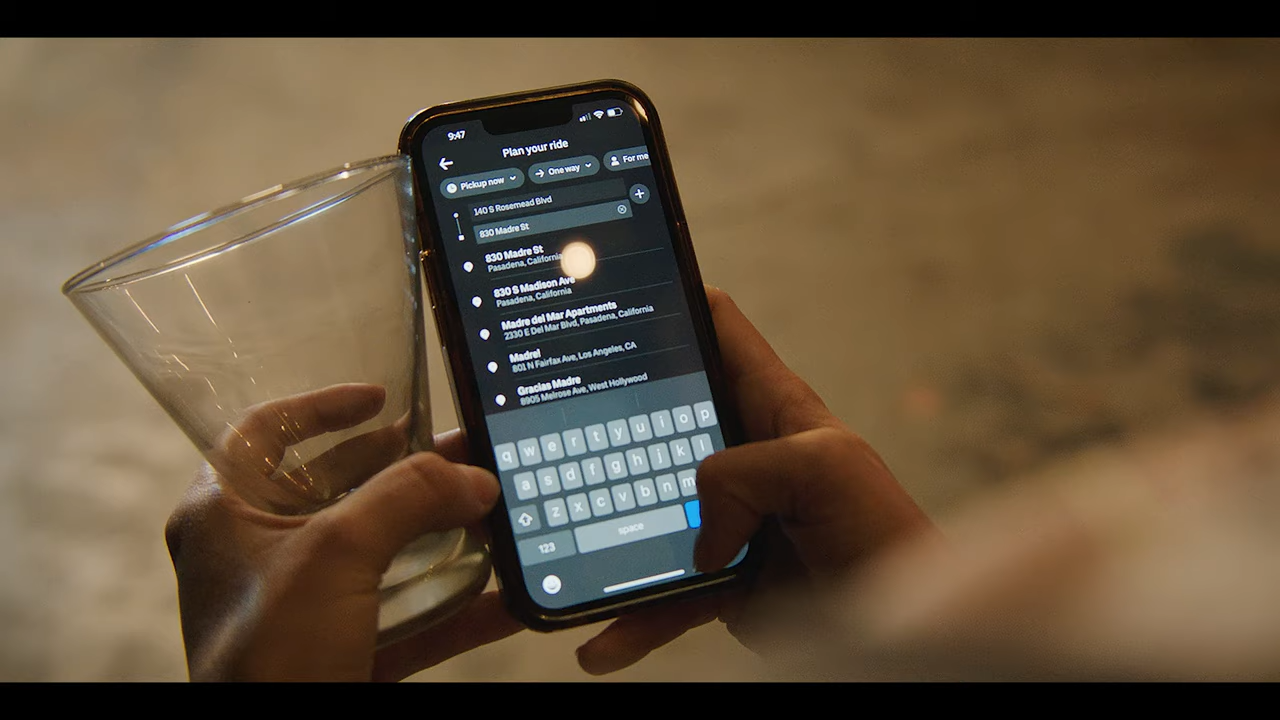 9:47
Plan your ride
Pickup now
One way
For me
140 S Rosemead Blvd
830 Madre St
830 Madre St
Pasadena, California
830 S Madison Ave
Pasadena, California
Madre del Mar Apartments
2330 E Del Mar Blvd, Pasadena, California
Madre!
801 N Fairfax Ave, Los Angeles, CA
Gracias Madre
8905 Melrose Ave, West Hollywood
q w e r t y u i o p
a s d f g h j k l
z x c v b n m
123 space